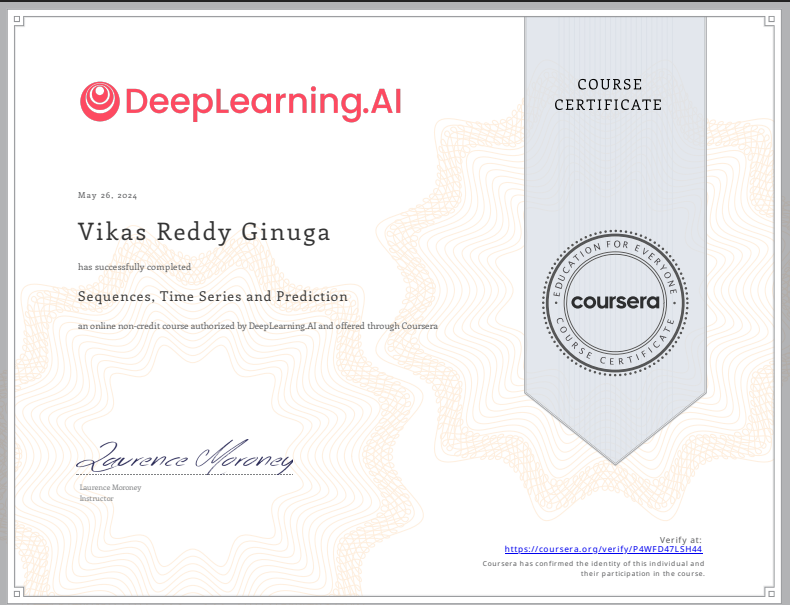 DeepLearning.AI
COURSE
CERTIFICATE
May 26, 2024
Vikas Reddy Ginuga
has successfully completed
Sequences, Time Series and Prediction
an online non-credit course authorized by DeepLearning.AI and offered through Coursera
EDUCATION FOR EVERYONE
coursera
COURSE CERTIFICATE
Laurence Moroney
Laurence Moroney
Instructor
Verify at:
https://coursera.org/verify/P4WFD47LSH44
Coursera has confirmed the identity of this individual and
their participation in the course.